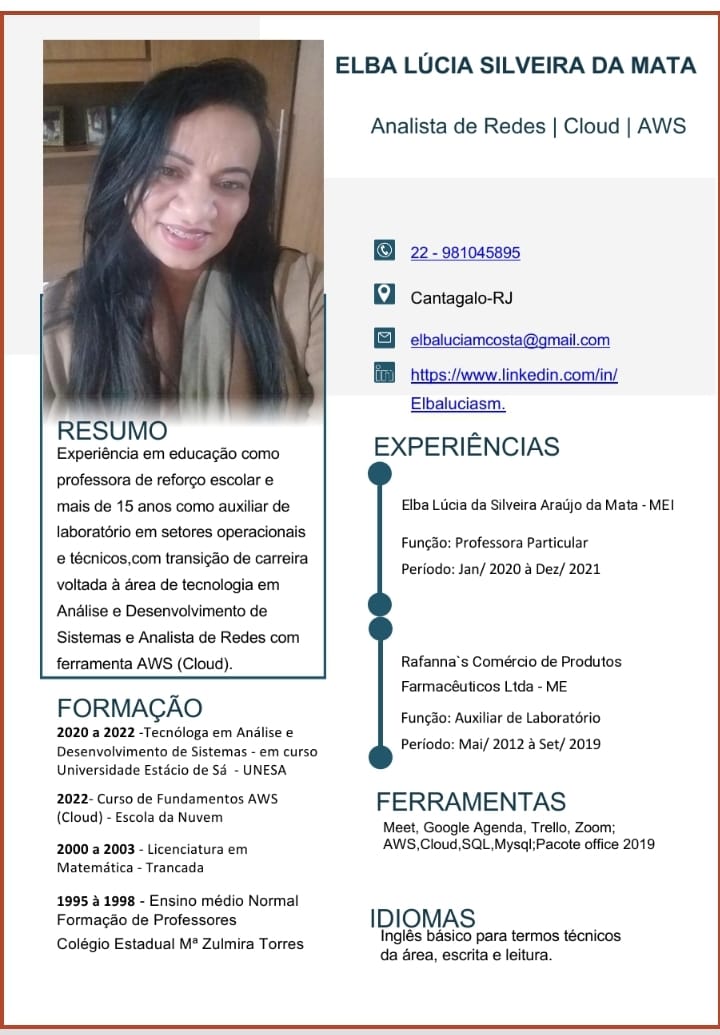 ELBA LÚCIA SILVEIRA DA MATA
Analista de Redes | Cloud | AWS
22 - 981045895
Cantagalo-RJ
elbaluciamcosta@gmail.com
https://www.linkedin.com/in/
Elbaluciasm.
RESUMO
Experiência em educação como
professora de reforço escolar e
mais de 15 anos como auxiliar de
laboratório em setores operacionais
e técnicos,com transição de carreira
voltada à área de tecnologia em
Análise e Desenvolvimento de
Sistemas e Analista de Redes com
ferramenta AWS (Cloud).
FORMAÇÃO
2020 a 2022 -Tecnóloga em Análise e
Desenvolvimento de Sistemas - em curso
Universidade Estácio de Sá - UNESA
2022- Curso de Fundamentos AWS
(Cloud) - Escola da Nuvem
2000 a 2003 - Licenciatura em
Matemática - Trancada
1995 à 1998 - Ensino médio Normal
Formação de Professores
Colégio Estadual Mª Zulmira Torres
EXPERIÊNCIAS
Elba Lúcia da Silveira Araújo da Mata - MEI
Função: Professora Particular
Período: Jan/ 2020 à Dez/ 2021
Rafanna`s Comércio de Produtos
Farmacêuticos Ltda - ME
Função: Auxiliar de Laboratório
Período: Mai/ 2012 à Set/ 2019
FERRAMENTAS
Meet, Google Agenda, Trello, Zoom;
AWS,Cloud,SQL,Mysql;Pacote office 2019
IDIOMAS
Inglês básico para termos técnicos
da área, escrita e leitura.